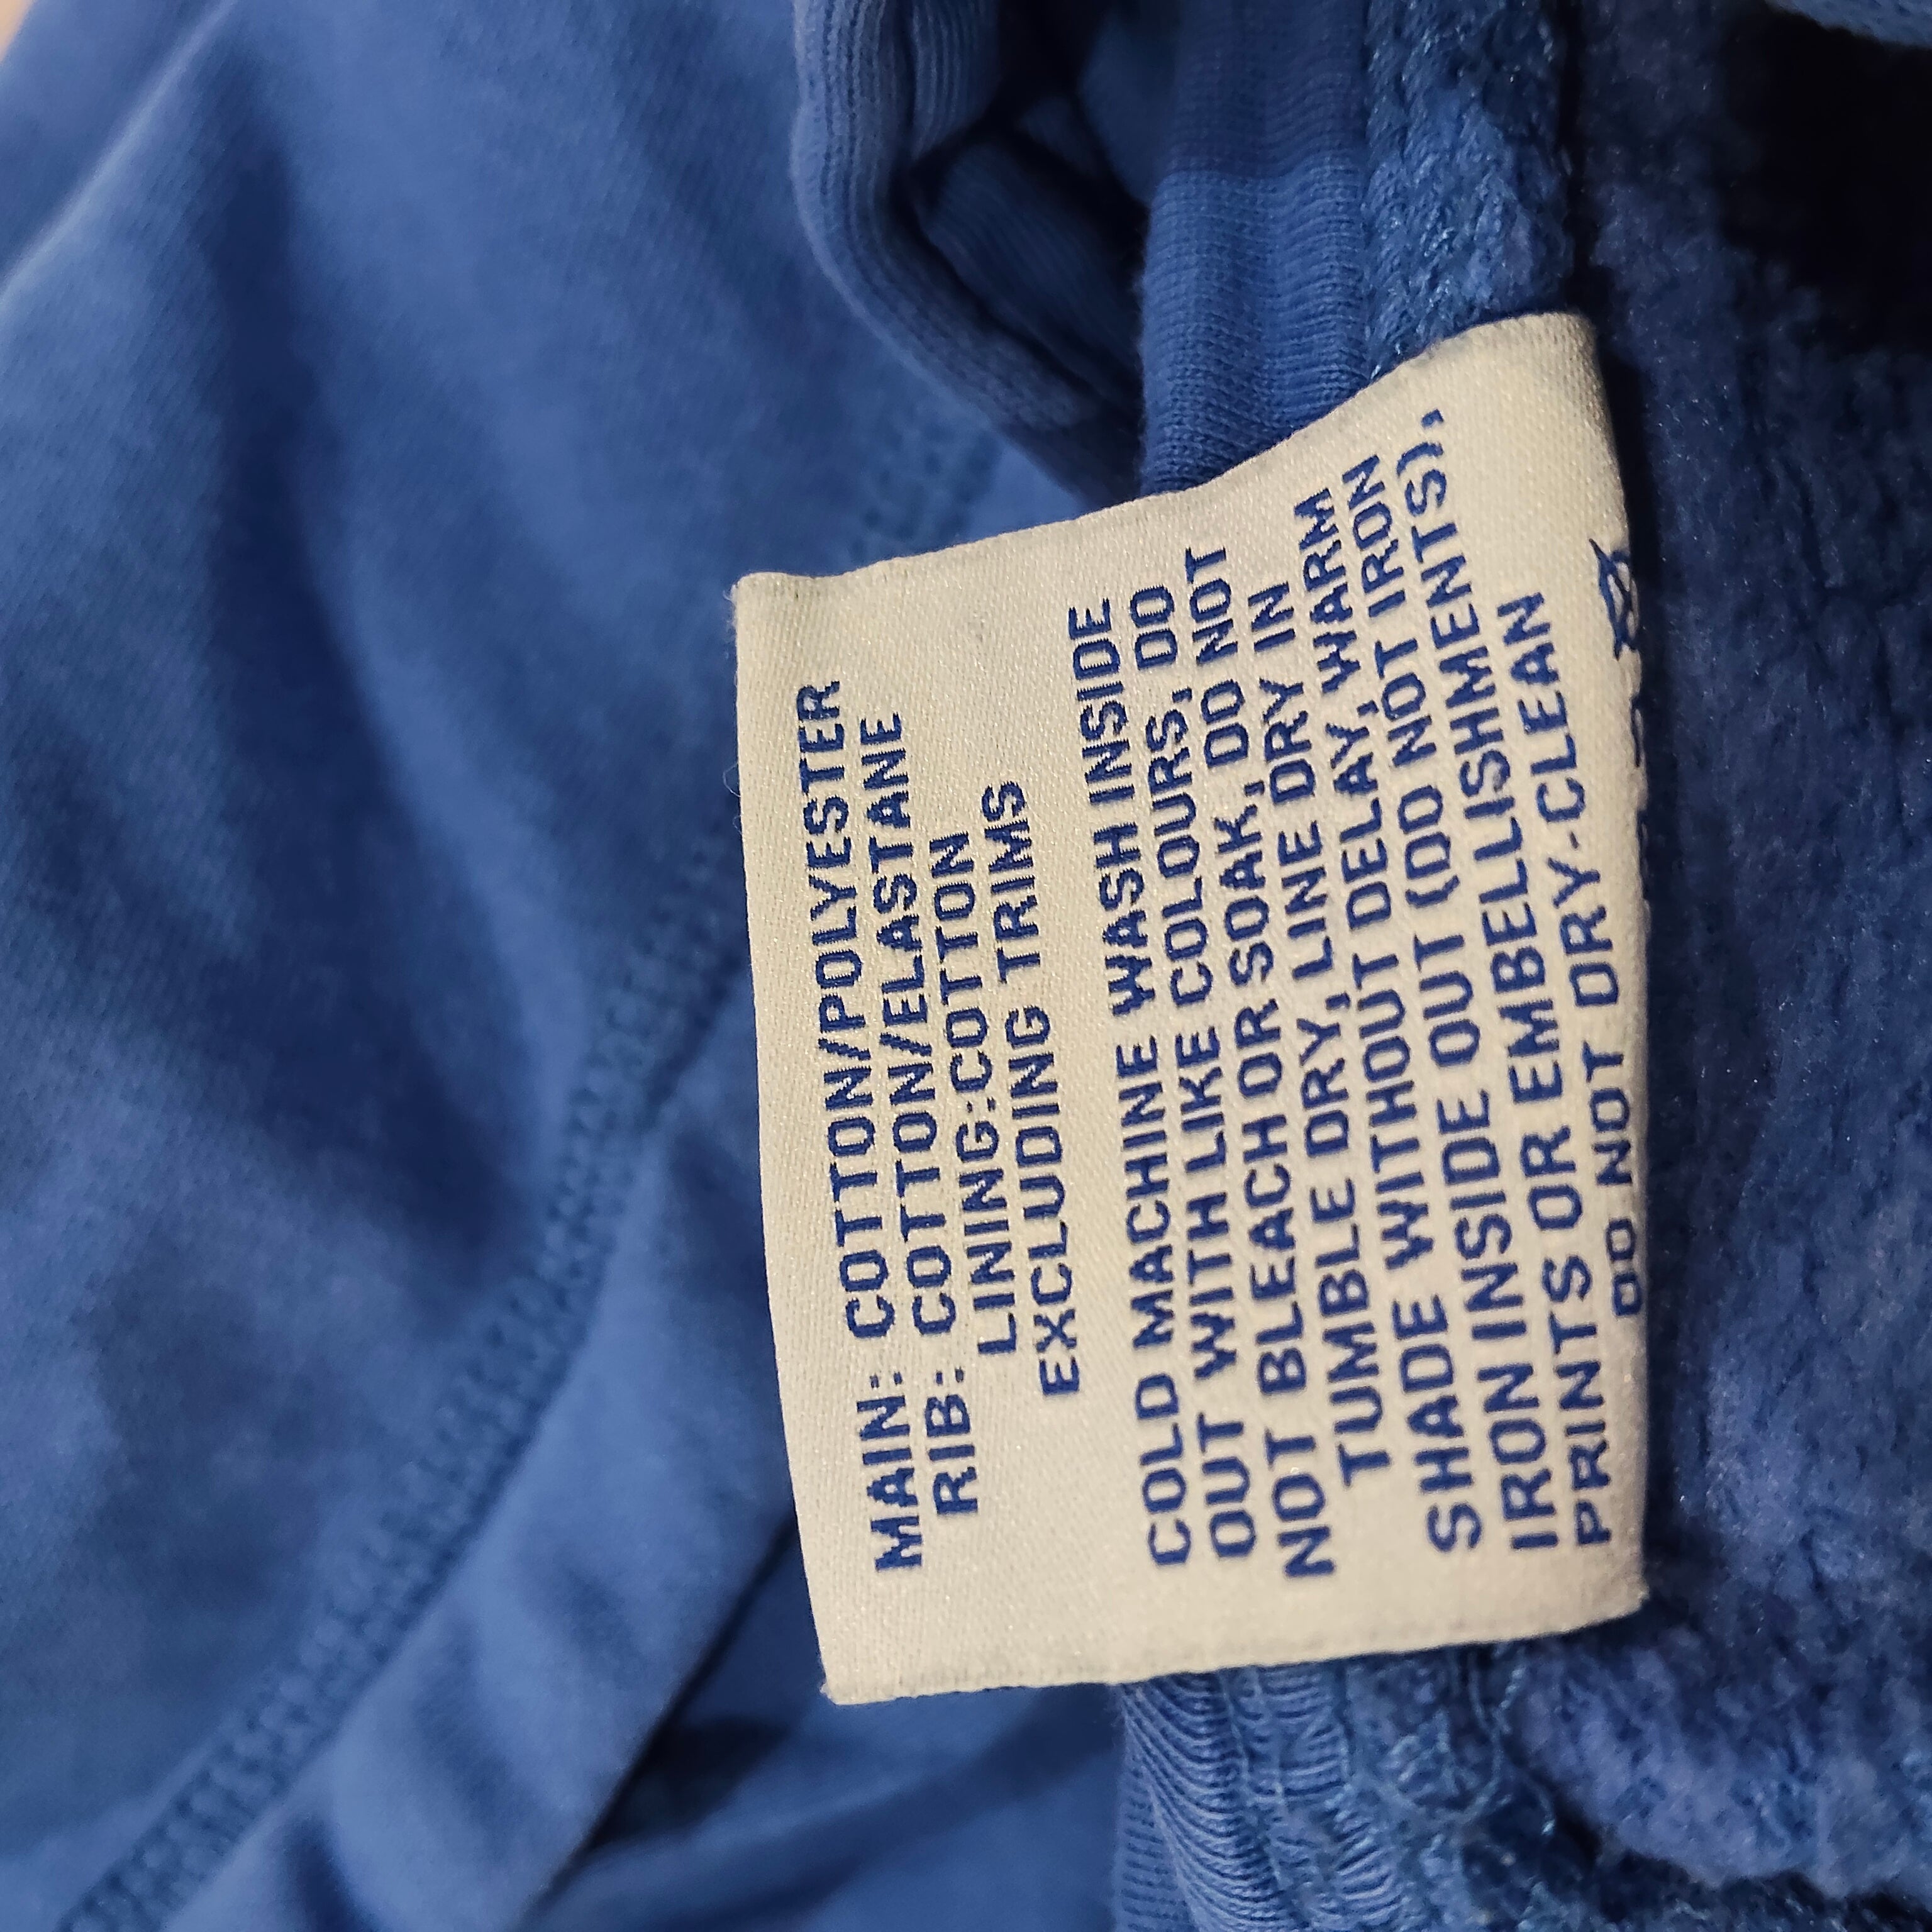 MAIN: COTTON/POLYESTER
RIB: COTTON/ELASTANE
LINING:COTTON
EXCLUDING TRIMS
COLD MACHINE WASH INSIDE
OUT WITH LIKE COLOURS, DO
NOT BLEACH OR SOAK, DO NOT
TUMBLE DRY, LINE DRY IN
SHADE WITHOUT DELAY, WARM
IRON INSIDE OUT (DO NOT IRON
PRINTS OR EMBELLISHMENTS),
DO NOT DRY-CLEAN